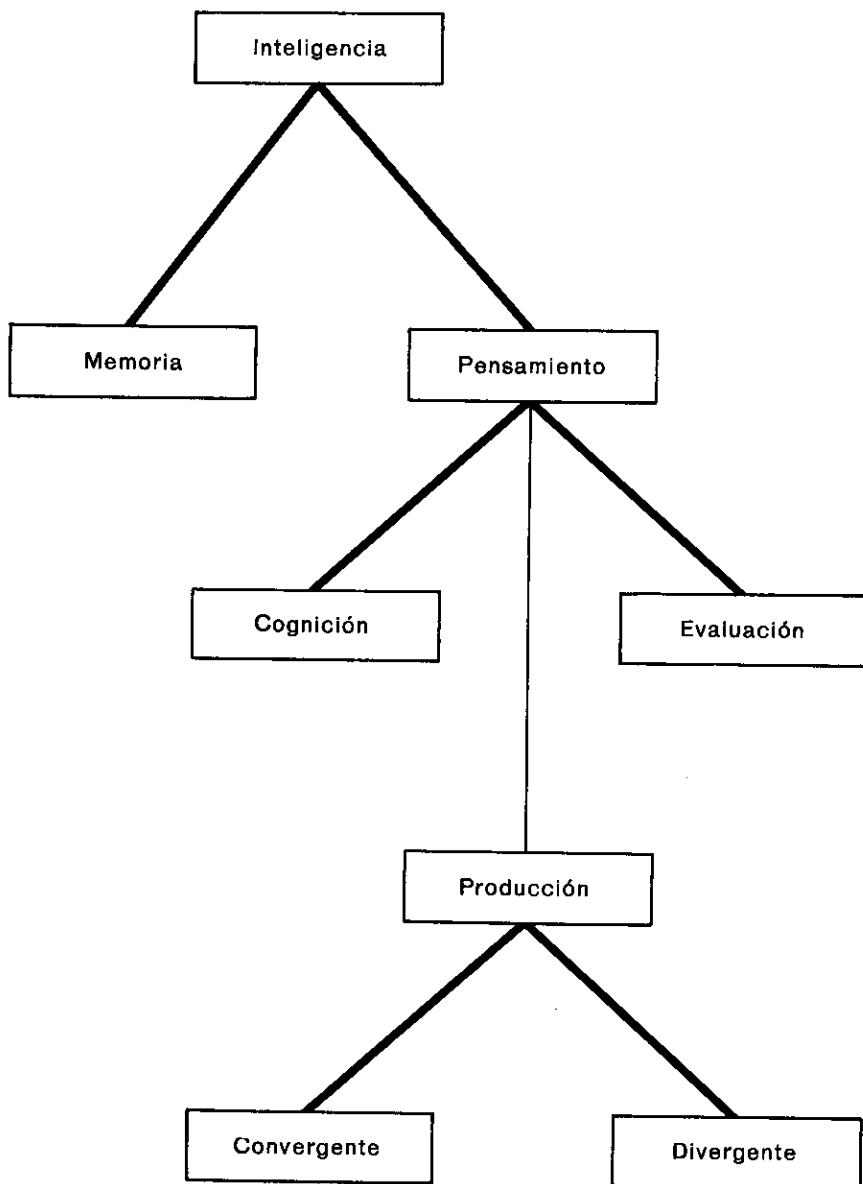 Inteligencia
Memoria
Pensamiento
Cognición
Evaluación
Producción
Convergente
Divergente